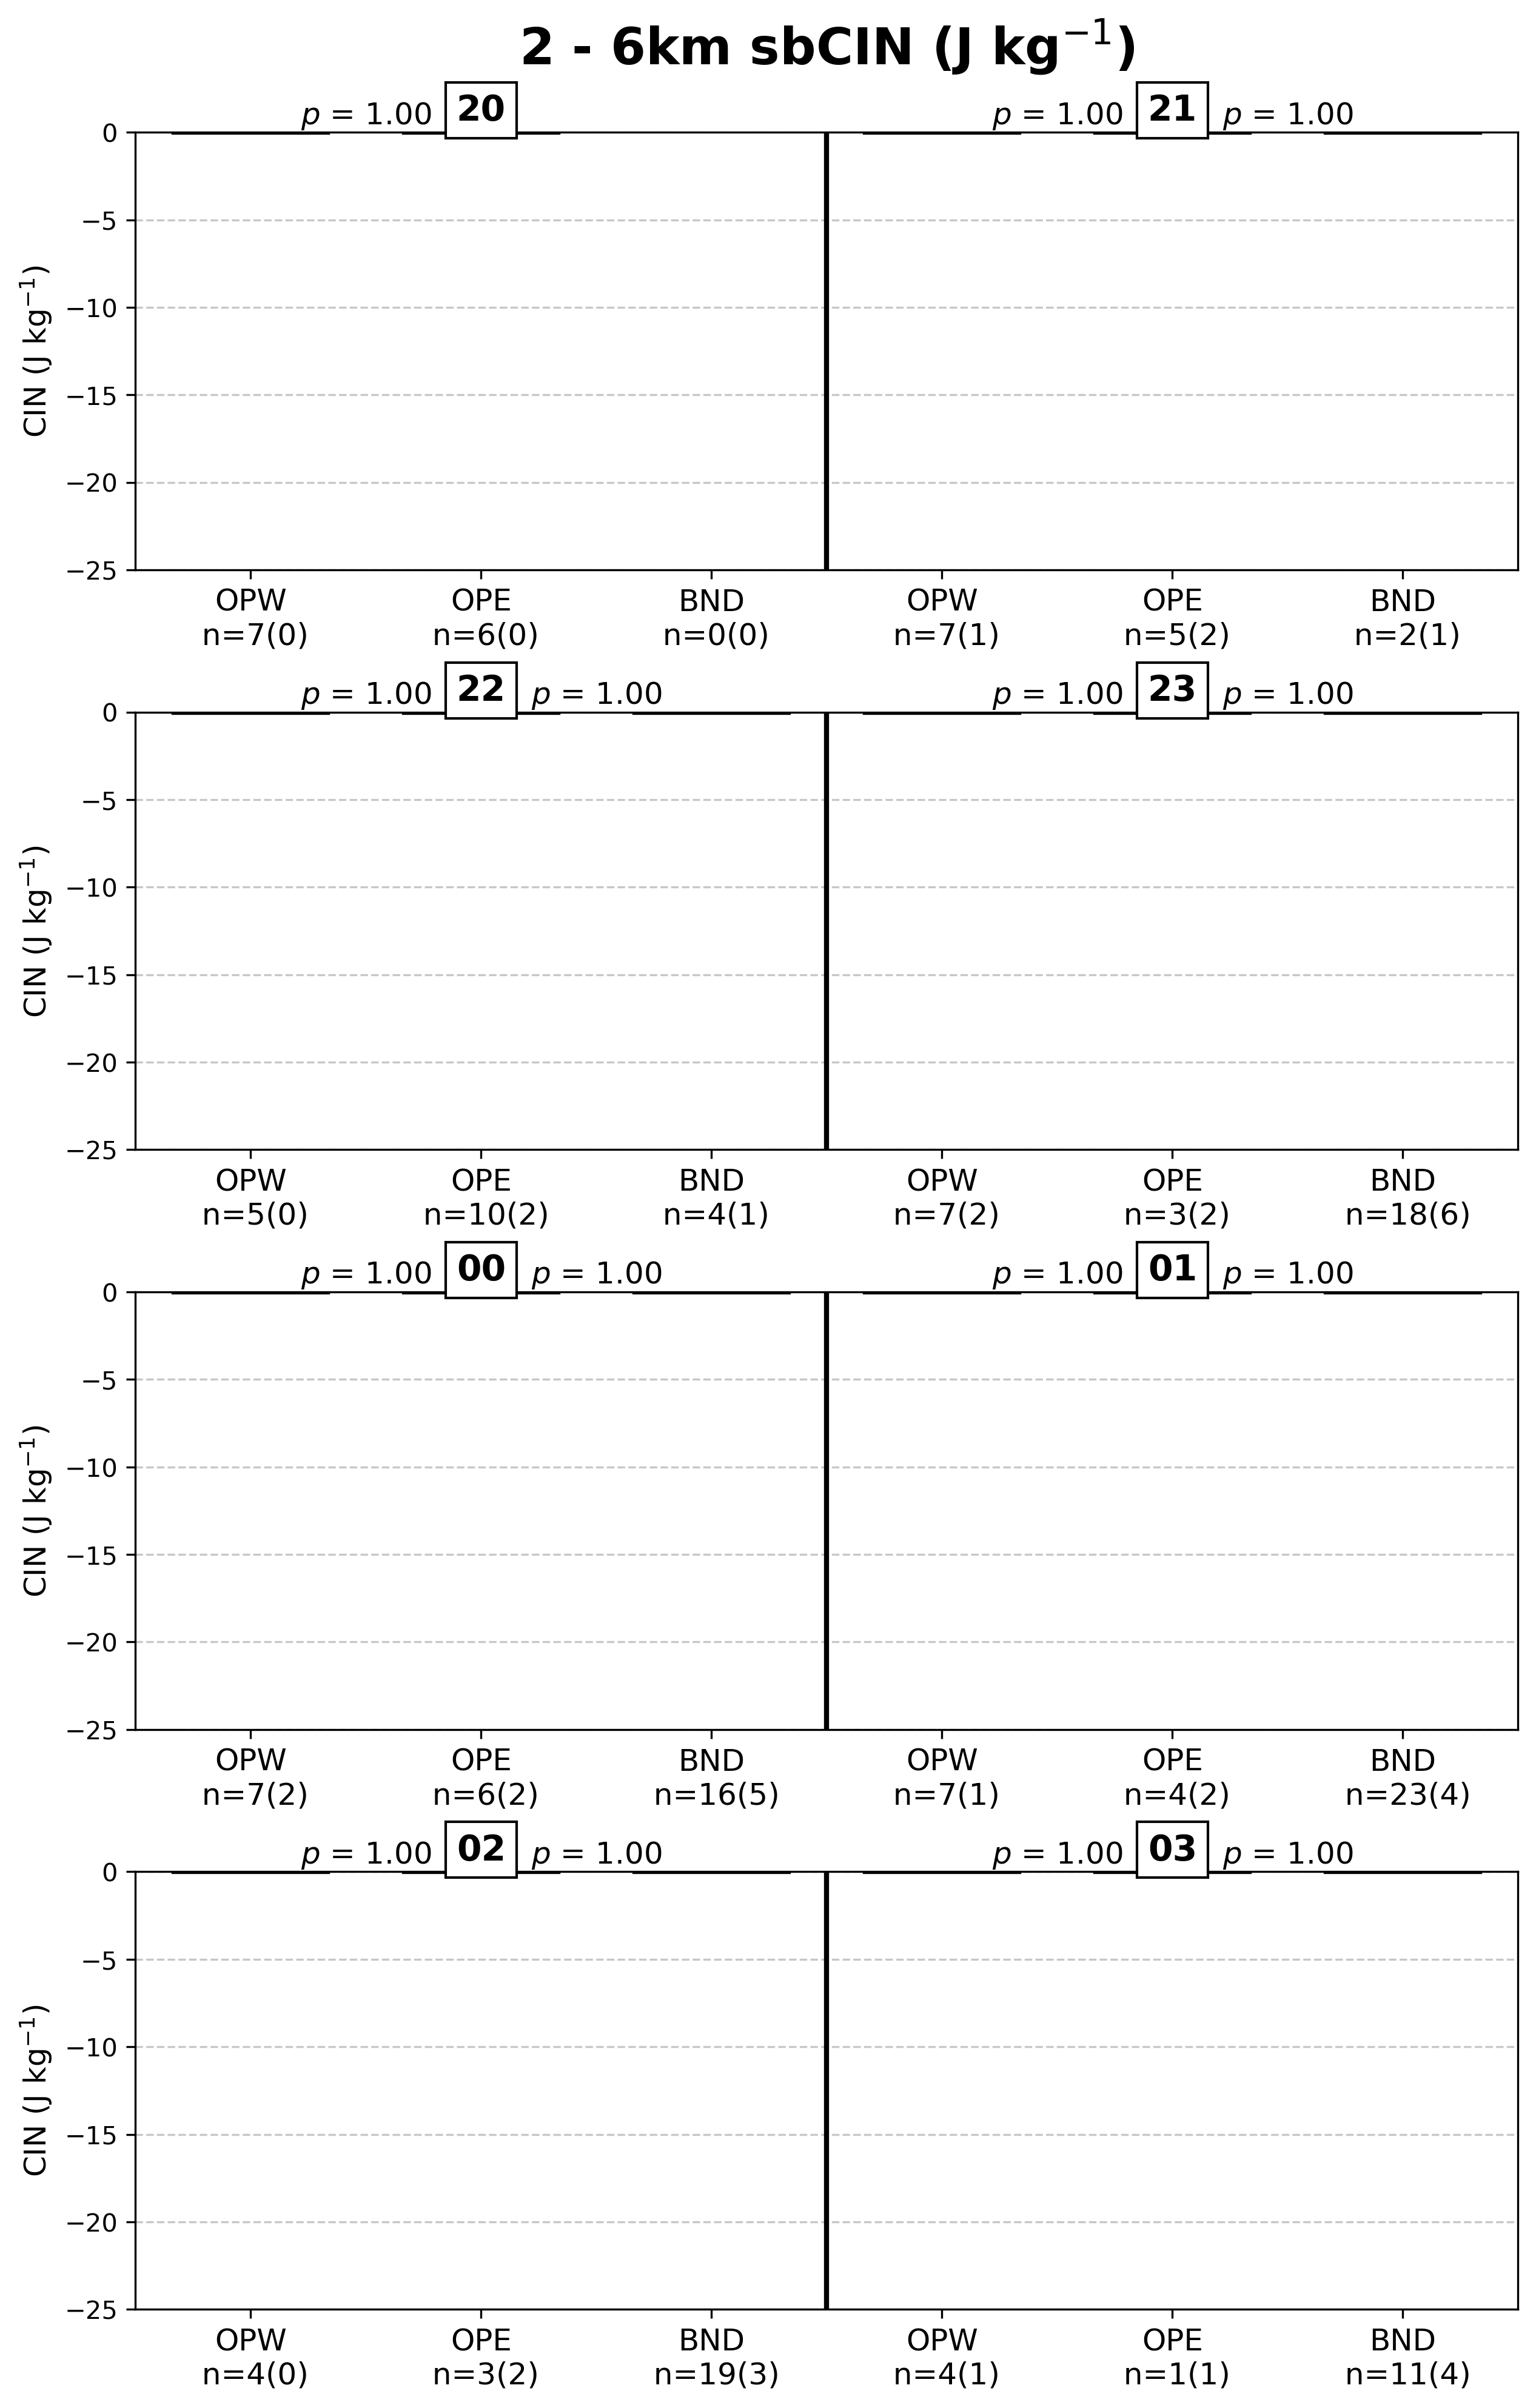 2 - 6km sbCIN (J kg⁻¹)
p = 1.00 20 p = 1.00 21 p = 1.00
0
−5
−10
−15
−20
−25
CIN (J kg⁻¹)
OPW OPE BND OPW OPE BND
n=7(0) n=6(0) n=0(0) n=7(1) n=5(2) n=2(1)
p = 1.00 22 p = 1.00 p = 1.00 23 p = 1.00
0
−5
−10
−15
−20
−25
CIN (J kg⁻¹)
OPW OPE BND OPW OPE BND
n=5(0) n=10(2) n=4(1) n=7(2) n=3(2) n=18(6)
p = 1.00 00 p = 1.00 p = 1.00 01 p = 1.00
0
−5
−10
−15
−20
−25
CIN (J kg⁻¹)
OPW OPE BND OPW OPE BND
n=7(2) n=6(2) n=16(5) n=7(1) n=4(2) n=23(4)
p = 1.00 02 p = 1.00 p = 1.00 03 p = 1.00
0
−5
−10
−15
−20
−25
CIN (J kg⁻¹)
OPW OPE BND OPW OPE BND
n=4(0) n=3(2) n=19(3) n=4(1) n=1(1) n=11(4)